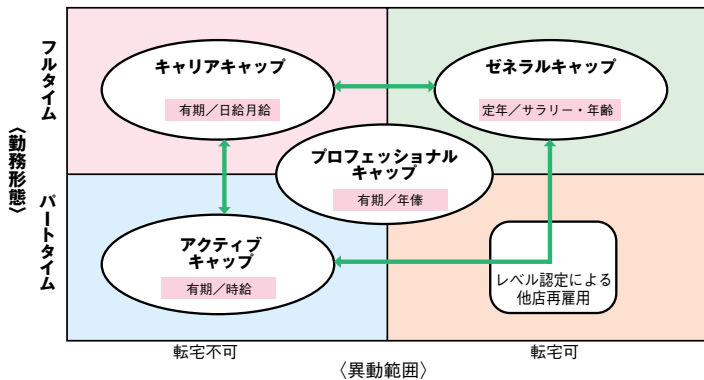 〈勤務形態〉
フルタイム
パートタイム
キャリアキャップ
有期／日給月給
ゼネラルキャップ
定年／サラリー・年齢
プロフェッショナル
キャップ
有期／年俸
アクティブ
キャップ
有期／時給
レベル認定による
他店再雇用
転宅不可
転宅可
〈異動範囲〉